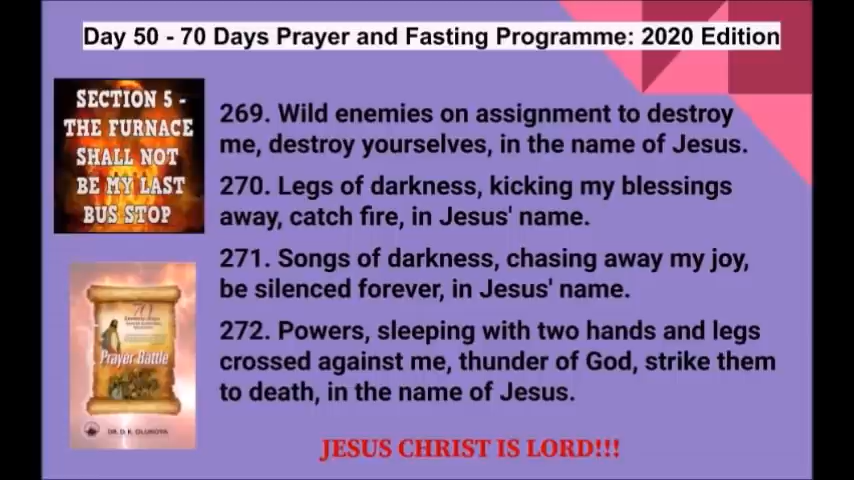 Day 50 - 70 Days Prayer and Fasting Programme: 2020 Edition
SECTION 5 -
THE FURNACE
SHALL NOT
BE MY LAST
BUS STOP
269. Wild enemies on assignment to destroy
me, destroy yourselves, in the name of Jesus.
270. Legs of darkness, kicking my blessings
away, catch fire, in Jesus' name.
271. Songs of darkness, chasing away my joy,
be silenced forever, in Jesus' name.
272. Powers, sleeping with two hands and legs
crossed against me, thunder of God, strike them
to death, in the name of Jesus.
70
Prayer Battle
DR. D. K. OLUKOYA
JESUS CHRIST IS LORD!!!